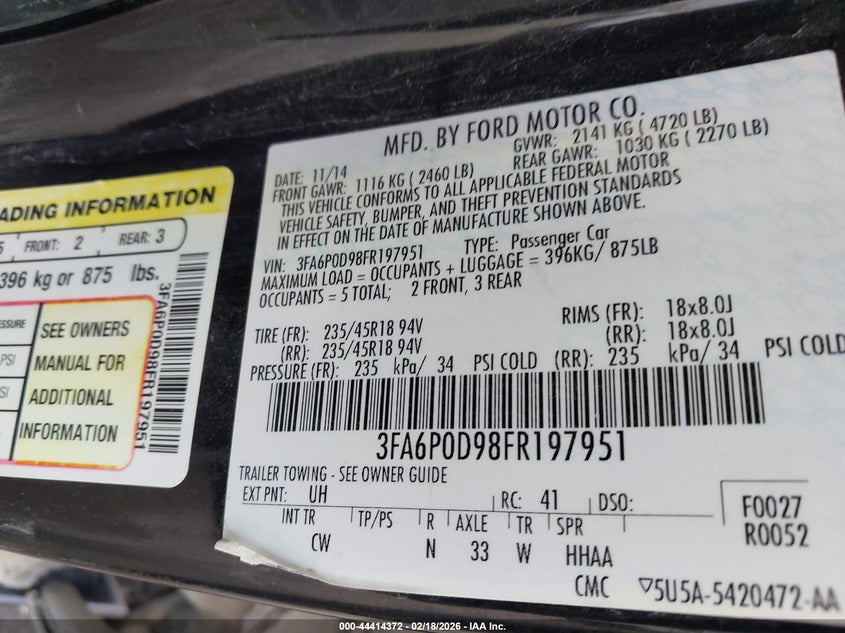 ADING INFORMATION
5 FRONT: 2 REAR: 3
396 kg or 875 lbs.
SSURE SEE OWNERS
PSI MANUAL FOR
SI ADDITIONAL
INFORMATION
3FA6P0D98FR197951
MFD. BY FORD MOTOR CO.
DATE: 11/14 GVWR: 2141 KG ( 4720 LB)
FRONT GAWR: 1116 KG ( 2460 LB) REAR GAWR: 1030 KG ( 2270 LB)
THIS VEHICLE CONFORMS TO ALL APPLICABLE FEDERAL MOTOR
VEHICLE SAFETY, BUMPER, AND THEFT PREVENTION STANDARDS
IN EFFECT ON THE DATE OF MANUFACTURE SHOWN ABOVE.
VIN: 3FA6P0D98FR197951 TYPE: Passenger Car
MAXIMUM LOAD = OCCUPANTS + LUGGAGE = 396KG/ 875LB
OCCUPANTS = 5 TOTAL; 2 FRONT, 3 REAR
TIRE (FR): 235/45R18 94V RIMS (FR): 18x8.0J
(RR): 235/45R18 94V (RR): 18x8.0J
PRESSURE (FR): 235 kPa/ 34 PSI COLD (RR): 235 kPa/ 34 PSI COLD
3FA6P0D98FR197951
TRAILER TOWING - SEE OWNER GUIDE
EXT PNT: UH RC: 41 DSO: F0027
INT TR TP/PS R AXLE TR SPR R0052
CW N 33 W HHAA
CMC ▽5U5A-5420472-AA
000-44414372 - 02/18/2026 - IAA Inc.